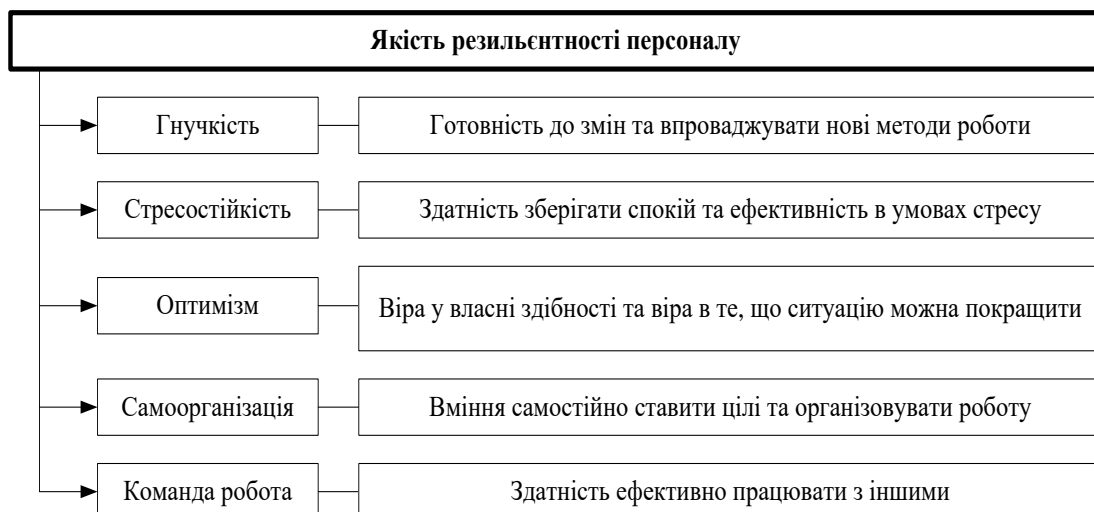 Якість резильєнтності персоналу
Гнучкість
Готовність до змін та впроваджувати нові методи роботи
Стресостійкість
Здатність зберігати спокій та ефективність в умовах стресу
Оптимізм
Віра у власні здібності та віра в те, що ситуацію можна покращити
Самоорганізація
Вміння самостійно ставити цілі та організовувати роботу
Команда робота
Здатність ефективно працювати з іншими